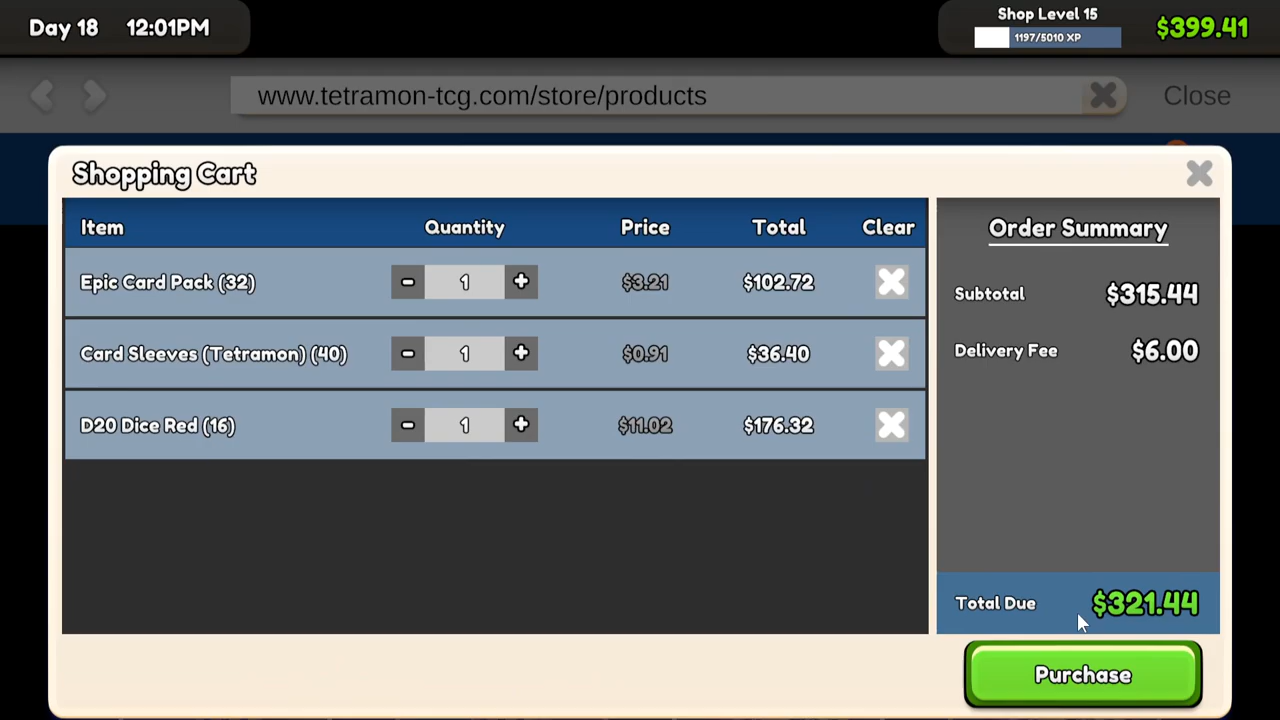 Day 18 12:01PM
Shop Level 15
1197/5010 XP
$399.41
www.tetramon-tcg.com/store/products
Close
Shopping Cart
Item Quantity Price Total Clear
Epic Card Pack (32) - 1 + $3.21 $102.72
Card Sleeves (Tetramon) (40) - 1 + $0.91 $36.40
D20 Dice Red (16) - 1 + $11.02 $176.32
Order Summary
Subtotal $315.44
Delivery Fee $6.00
Total Due $321.44
Purchase